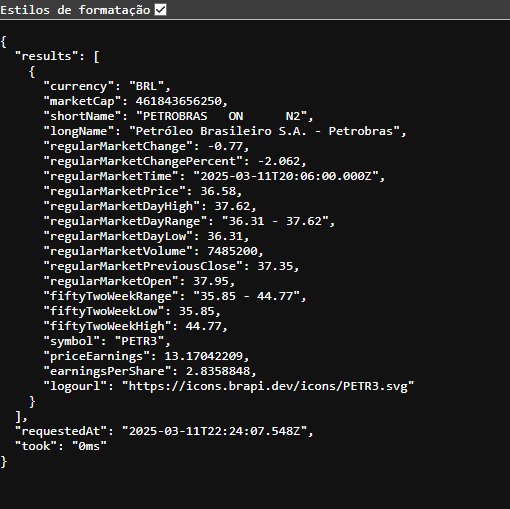 Estilos de formatação
{
  "results": [
    {
      "currency": "BRL",
      "marketCap": 461843656250,
      "shortName": "PETROBRAS   ON      N2",
      "longName": "Petróleo Brasileiro S.A. - Petrobras",
      "regularMarketChange": -0.77,
      "regularMarketChangePercent": -2.062,
      "regularMarketTime": "2025-03-11T20:06:00.000Z",
      "regularMarketPrice": 36.58,
      "regularMarketDayHigh": 37.62,
      "regularMarketDayRange": "36.31 - 37.62",
      "regularMarketDayLow": 36.31,
      "regularMarketVolume": 7485200,
      "regularMarketPreviousClose": 37.35,
      "regularMarketOpen": 37.95,
      "fiftyTwoWeekRange": "35.85 - 44.77",
      "fiftyTwoWeekLow": 35.85,
      "fiftyTwoWeekHigh": 44.77,
      "symbol": "PETR3",
      "priceEarnings": 13.17042209,
      "earningsPerShare": 2.8358848,
      "logourl": "https://icons.brapi.dev/icons/PETR3.svg"
    }
  ],
  "requestedAt": "2025-03-11T22:24:07.548Z",
  "took": "0ms"
}